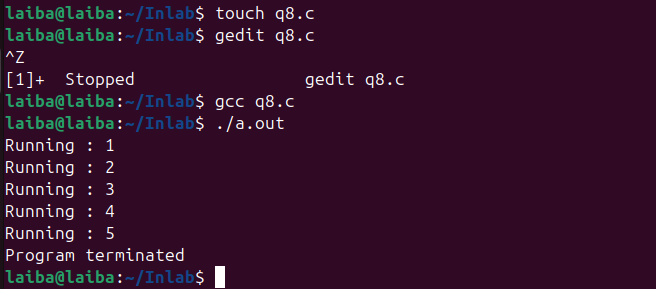 laiba@laiba:~/Inlab$ touch q8.c
laiba@laiba:~/Inlab$ gedit q8.c
^Z
[1]+  Stopped                 gedit q8.c
laiba@laiba:~/Inlab$ gcc q8.c
laiba@laiba:~/Inlab$ ./a.out
Running : 1
Running : 2
Running : 3
Running : 4
Running : 5
Program terminated
laiba@laiba:~/Inlab$